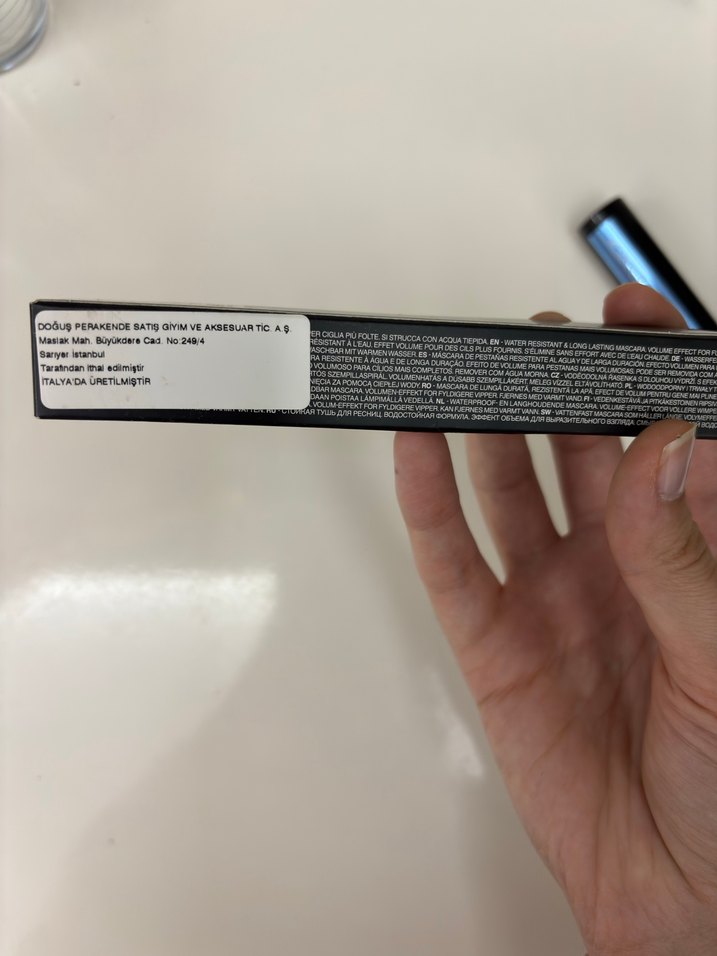 DOĞUŞ PERAKENDE SATIŞ GİYİM VE AKSESUAR TİC. A.Ş.
Maslak Mah. Büyükdere Cad. No:249/4
Sarıyer İstanbul
Tarafından ithal edilmiştir
İTALYA'DA ÜRETİLMİŞTİR
PER CIGLIA PIÙ FOLTE. SI STRUCCA CON ACQUA TIEPIDA. EN - WATER RESISTANT & LONG LASTING MASCARA. VOLUME EFFECT FOR
RESISTANT À L'EAU. EFFET VOLUME POUR DES CILS PLUS FOURNIS. S'ÉLIMINE SANS EFFORT AVEC DE L'EAU CHAUDE. DE
WASCHBAR MIT WARMEN WASSER. ES - MÁSCARA DE PESTAÑAS RESISTENTE AL AGUA Y DE LARGA DURACIÓN. EFECTO VOLUMEN PARA
RA RESISTENTE À ÁGUA E DE LONGA DURAÇÃO. EFEITO DE VOLUME PARA PESTANAS MAIS VOLUMOSAS. PODE SER REMOVIDA COM
VOLUMOSO PARA CÍLIOS MAIS COMPLETOS. REMOVER COM AGUA MORNA. CZ - VODĚODOLNÁ ŘASENKA S DLOUHOU VÝDRŽÍ S
SZEMPILLASPIRÁL. VOLUMENHATÁS A DÚSABB SZEMPILLÁKÉRT. MELEG VÍZZEL ELTÁVOLÍTHATÓ. PL - WODOODPORNY I TRWAŁY
ZA POMOCĄ CIEPŁEJ WODY. RO - MASCARA DE LUNGĂ DURATĂ, REZISTENTĂ LA APĂ. EFECT DE VOLUM PENTRU GENE MAI
MASCARA. VOLUMEN-EFFEKT FOR FYLDIGERE VIPPER. FJERNES MED VARMT VAND. FI - VEDENKESTÄVÄ JA PITKÄKESTOINEN
POISTAA LÄMPIMÄLLÄ VEDELLÄ. NL - WATERPROOF- EN LANGHOUDENDE MASCARA. VOLUME-EFFECT VOOR VOLLERE
VOLUM-EFFEKT FOR FYLDIGERE VIPPER. KAN FJERNES MED VARMT VANN. SW - VATTENFAST MASCARA SOM HÅLLER LÄNGE.
VATTEN. RU - СТОЙКАЯ ТУШЬ ДЛЯ РЕСНИЦ. ВОДОСТОЙКАЯ ФОРМУЛА. ЭФФЕКТ ОБЪЕМА ДЛЯ ВЫРАЗИТЕЛЬНОГО ВЗГЛЯДА.